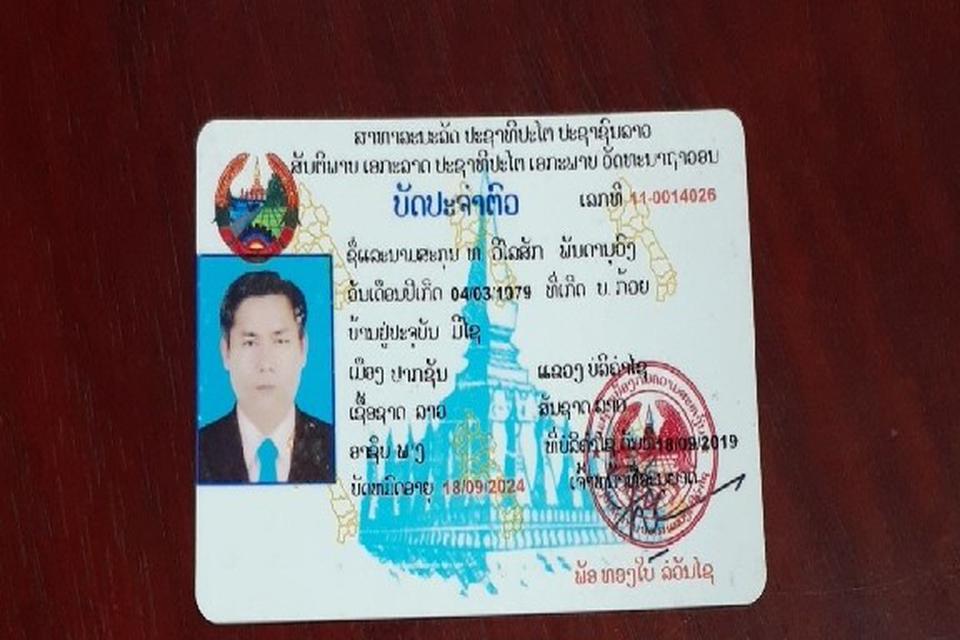 ສາທາລະນະລັດ ປະຊາທິປະໄຕ ປະຊາຊົນລາວ
ສັນຕິພາບ ເອກະລາດ ປະຊາທິປະໄຕ ເອກະພາບ ວັດທະນາຖາວອນ
ບັດປະຈຳຕົວ
ເລກທີ 11-0014026
ຊື່ແລະນາມສະກຸນ ທ ວິໄລສັກ ພັນດານຸວົງ
ວັນເດືອນປີເກີດ 04/03/1979 ທີ່ເກີດ ບ. ກ້ອຍ
ບ້ານຢູ່ປະຈຸບັນ ມີໄຊ
ເມືອງ ປາກຊັນ ແຂວງ ບໍລິຄຳໄຊ
ເຊື້ອຊາດ ລາວ ສັນຊາດ ລາວ
ອາຊີບ ທີ່ບໍລິຄຳໄຊ ວັນທີ 18/09/2019
ບັດໝົດອາຍຸ 18/09/2024
ພັອ ທອງໃບ ລໍວັນໄຊ